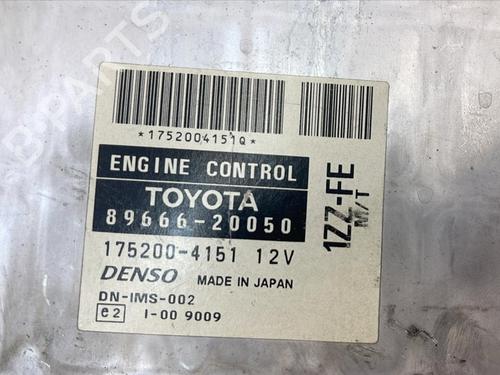 *1752004151Q*
ENGINE CONTROL
TOYOTA
89666-20050
175200-4151 12V
DENSO MADE IN JAPAN
DN-IMS-002
e2 I-00 9009
1ZZ-FE
M/T